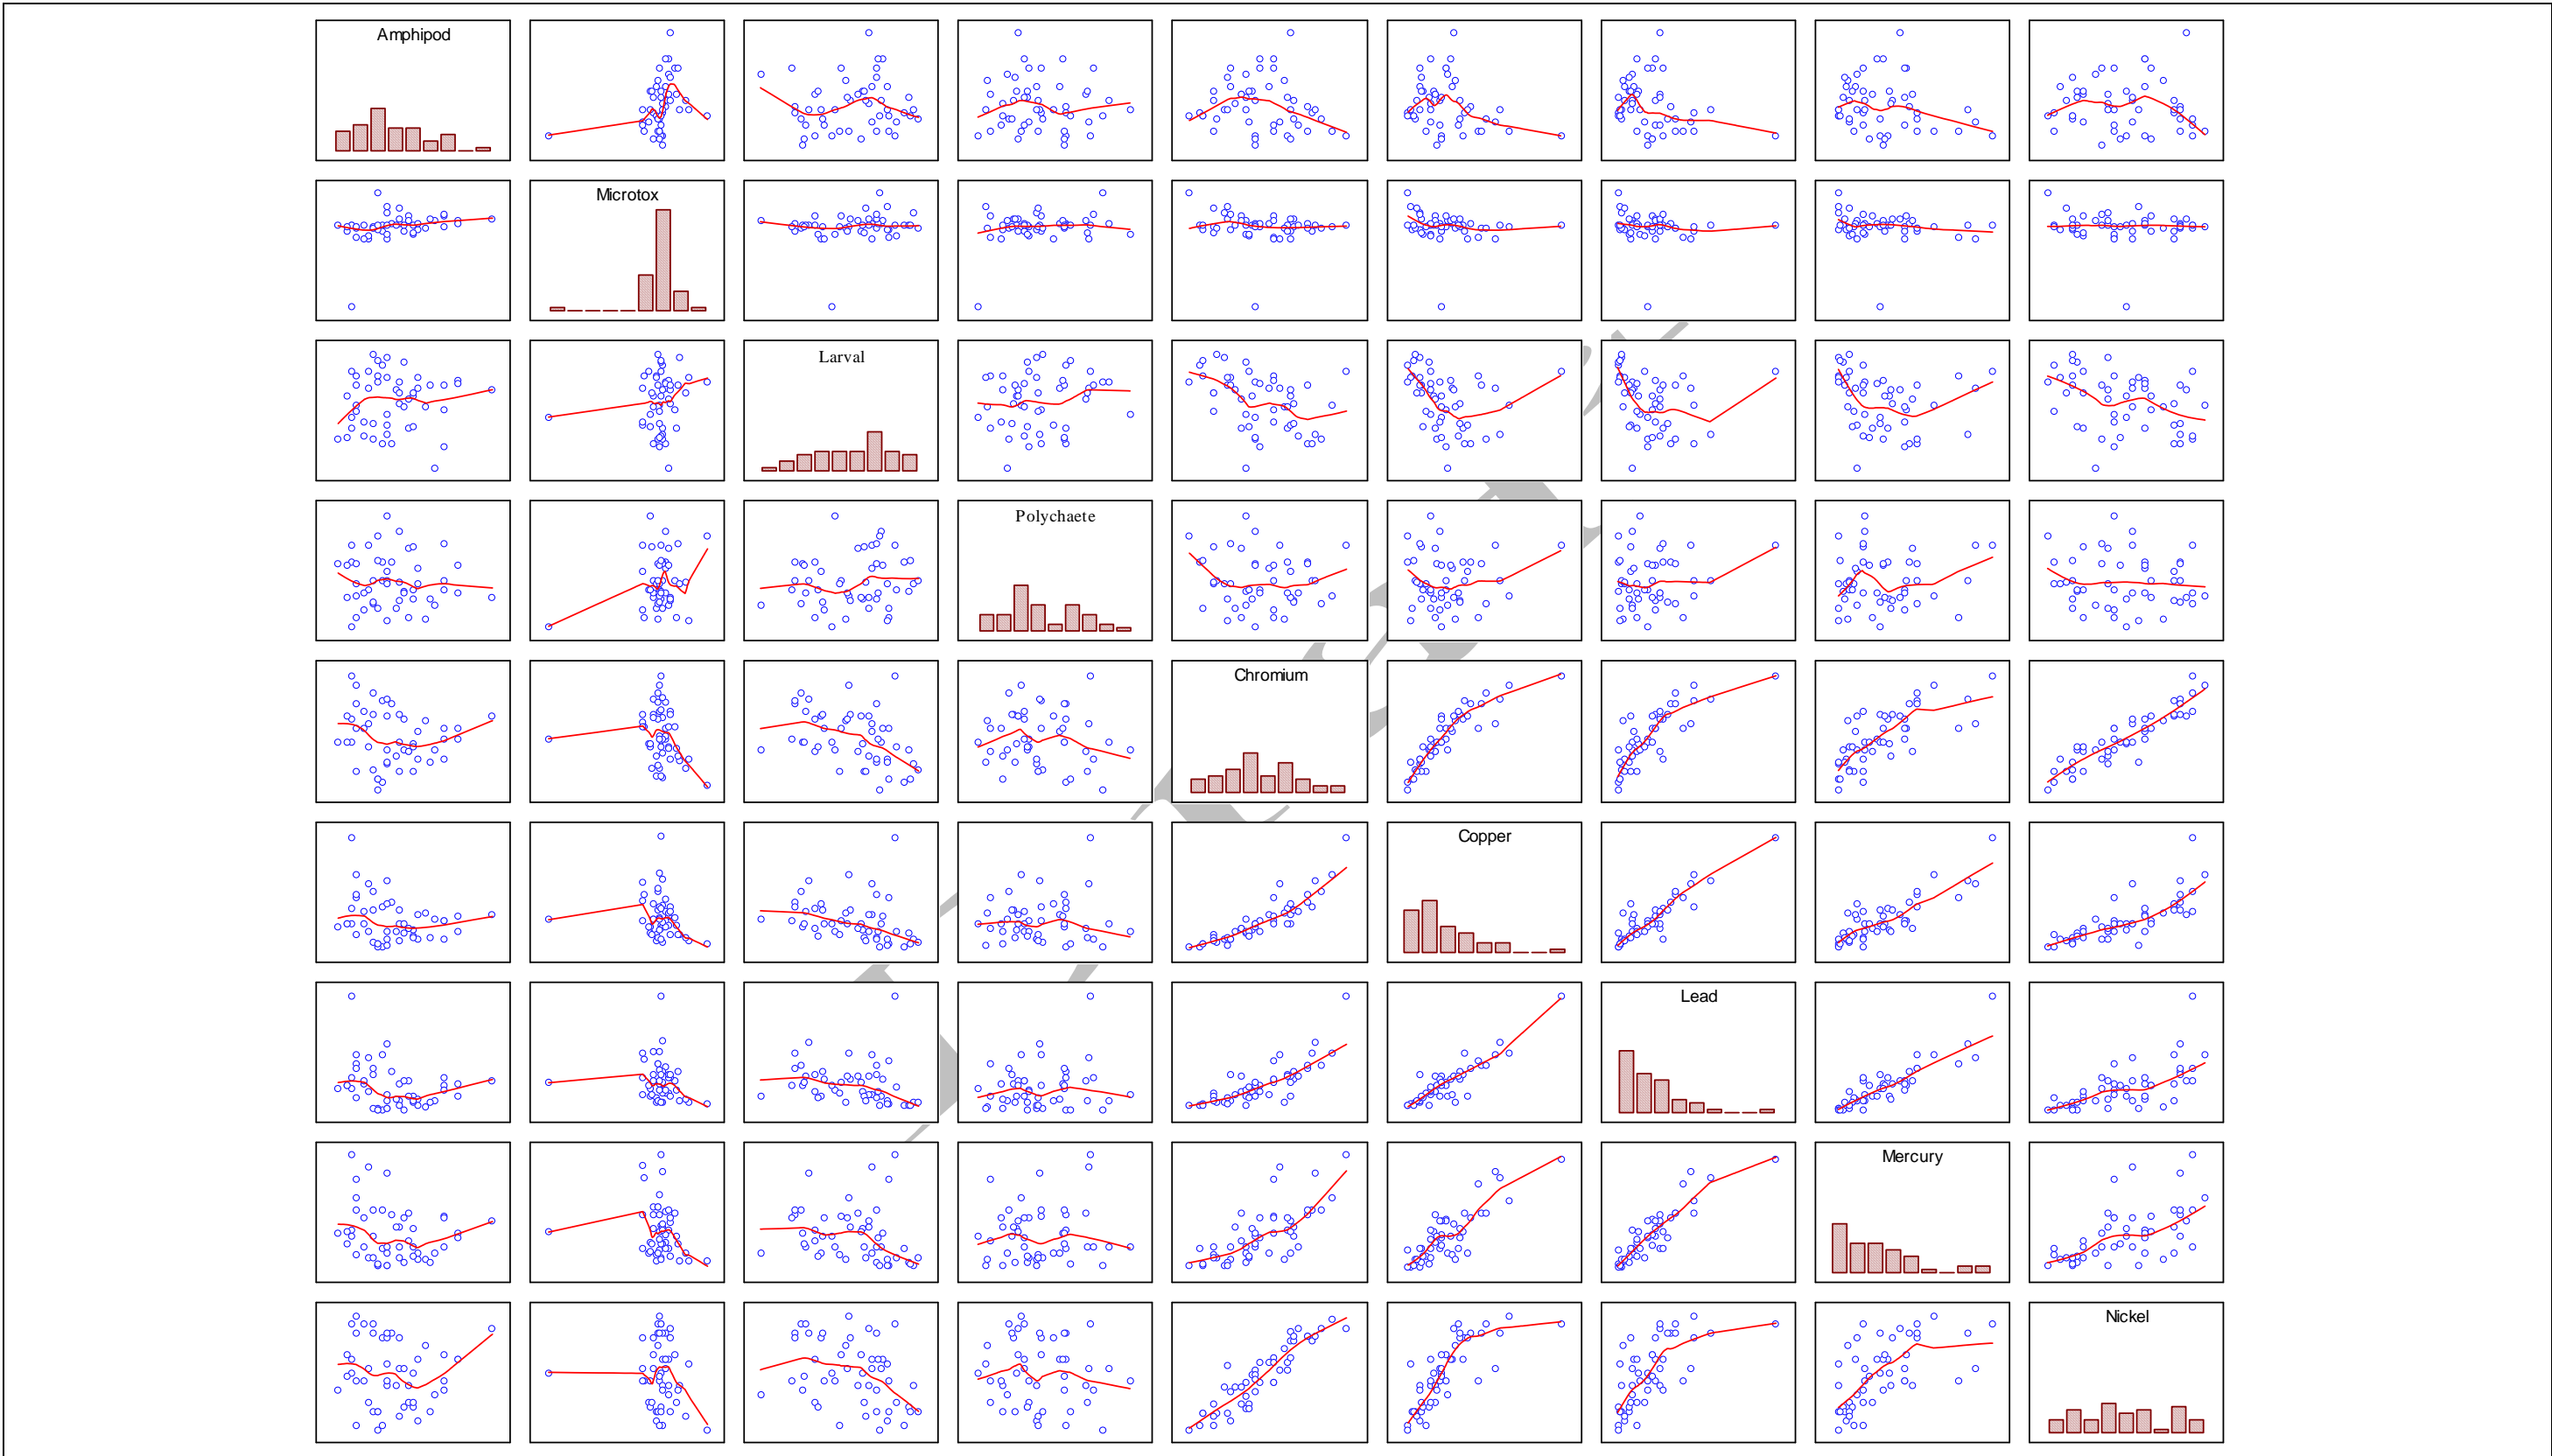 Amphipod
Microtox
Larval
Polychaete
Chromium
Copper
Lead
Mercury
Nickel